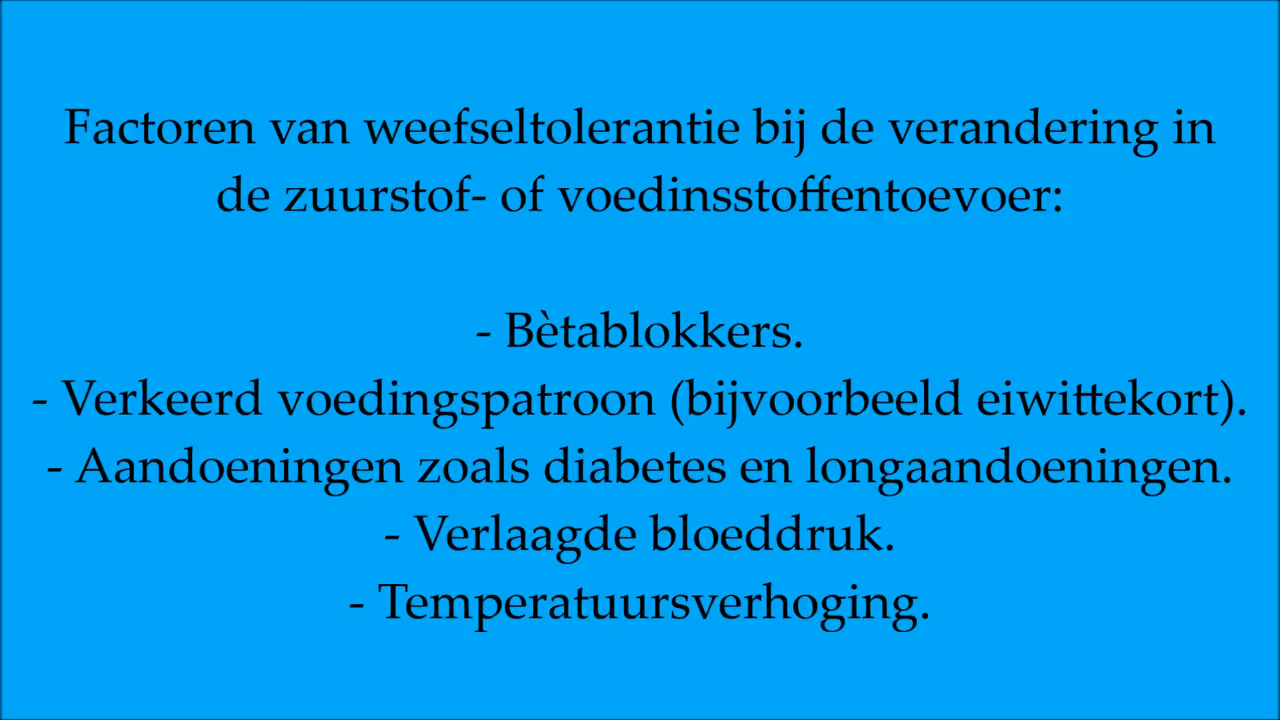 Factoren van weefseltolerantie bij de verandering in
de zuurstof- of voedinsstoffentoevoer:
- Bètablokkers.
- Verkeerd voedingspatroon (bijvoorbeeld eiwittekort).
- Aandoeningen zoals diabetes en longaandoeningen.
- Verlaagde bloeddruk.
- Temperatuursverhoging.